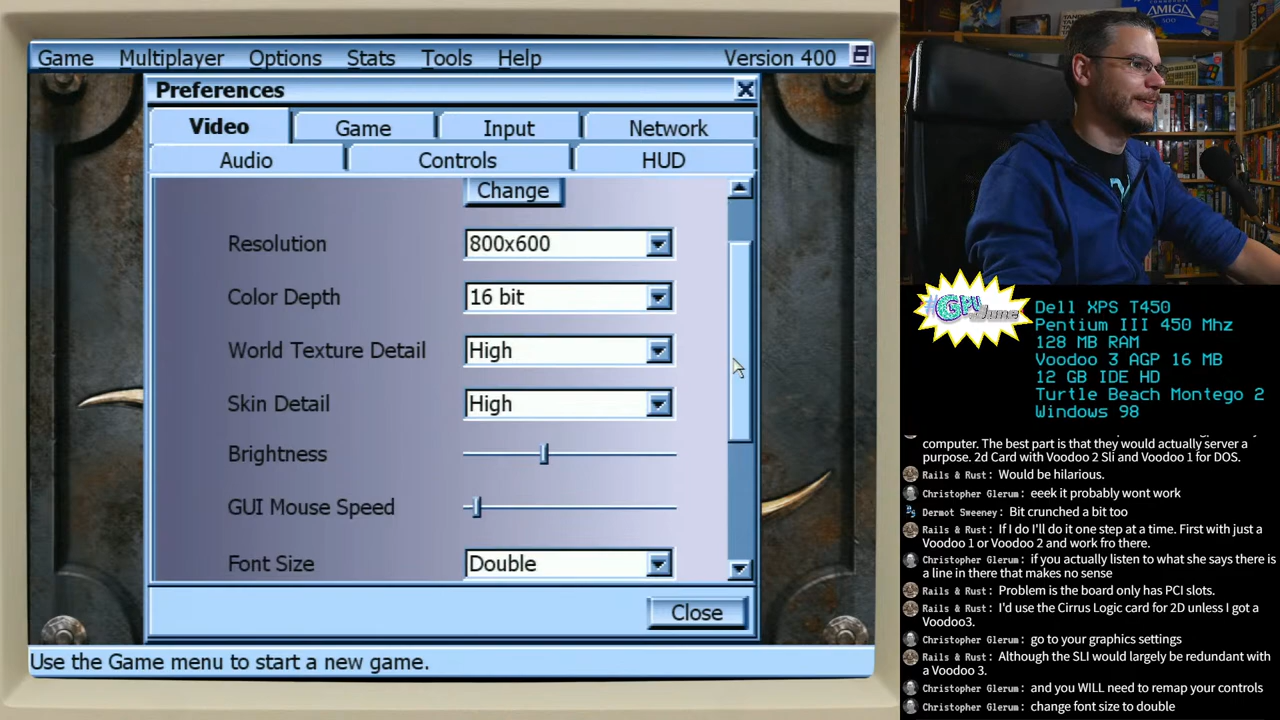 Game Multiplayer Options Stats Tools Help Version 400
Preferences
Video Game Input Network
Audio Controls HUD
Change
Resolution 800x600
Color Depth 16 bit
World Texture Detail High
Skin Detail High
Brightness
GUI Mouse Speed
Font Size Double
Close
Use the Game menu to start a new game.
AMIGA
500
#GPU June
Dell XPS T450
Pentium III 450 Mhz
128 MB RAM
Voodoo 3 AGP 16 MB
12 GB IDE HD
Turtle Beach Montego 2
Windows 98
computer. The best part is that they would actually server a
purpose. 2d Card with Voodoo 2 Sli and Voodoo 1 for DOS.
Rails & Rust: Would be hilarious.
Christopher Glerum: eeek it probably wont work
Dermot Sweeney: Bit crunched a bit too
Rails & Rust: If I do I'll do it one step at a time. First with just a
Voodoo 1 or Voodoo 2 and work fro there.
Christopher Glerum: if you actually listen to what she says there is
a line in there that makes no sense
Rails & Rust: Problem is the board only has PCI slots.
Rails & Rust: I'd use the Cirrus Logic card for 2D unless I got a
Voodoo3.
Christopher Glerum: go to your graphics settings
Rails & Rust: Although the SLI would largely be redundant with
a Voodoo 3.
Christopher Glerum: and you WILL need to remap your controls
Christopher Glerum: change font size to double